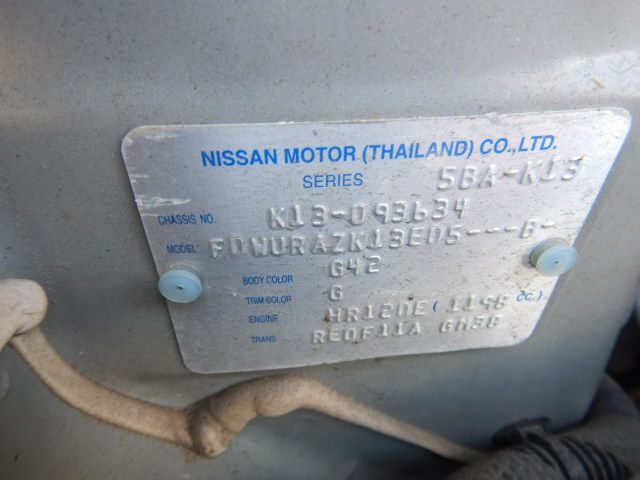 NISSAN MOTOR (THAILAND) CO.,LTD.
SERIES 5BA-K13
CHASSIS NO. K13-093634
MODEL FDWURAZK13EU5---B-
BODY COLOR G42
TRIM COLOR G
ENGINE HR12DE ( 1198 CC.)
TRANS RE0F11A GH38